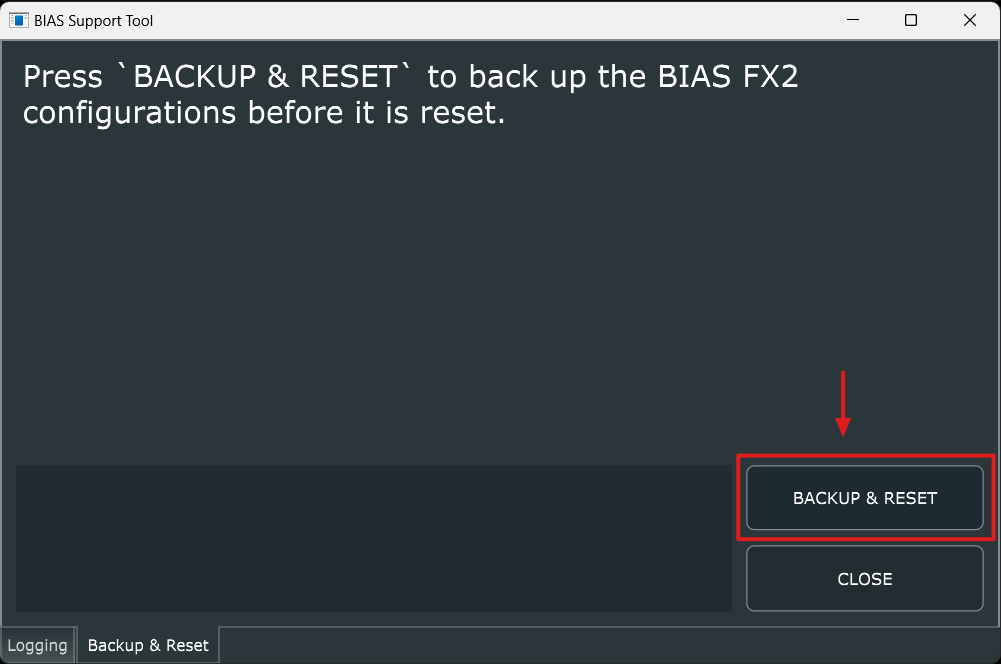 BIAS Support Tool
Press `BACKUP & RESET` to back up the BIAS FX2
configurations before it is reset.
BACKUP & RESET
CLOSE
Logging
Backup & Reset